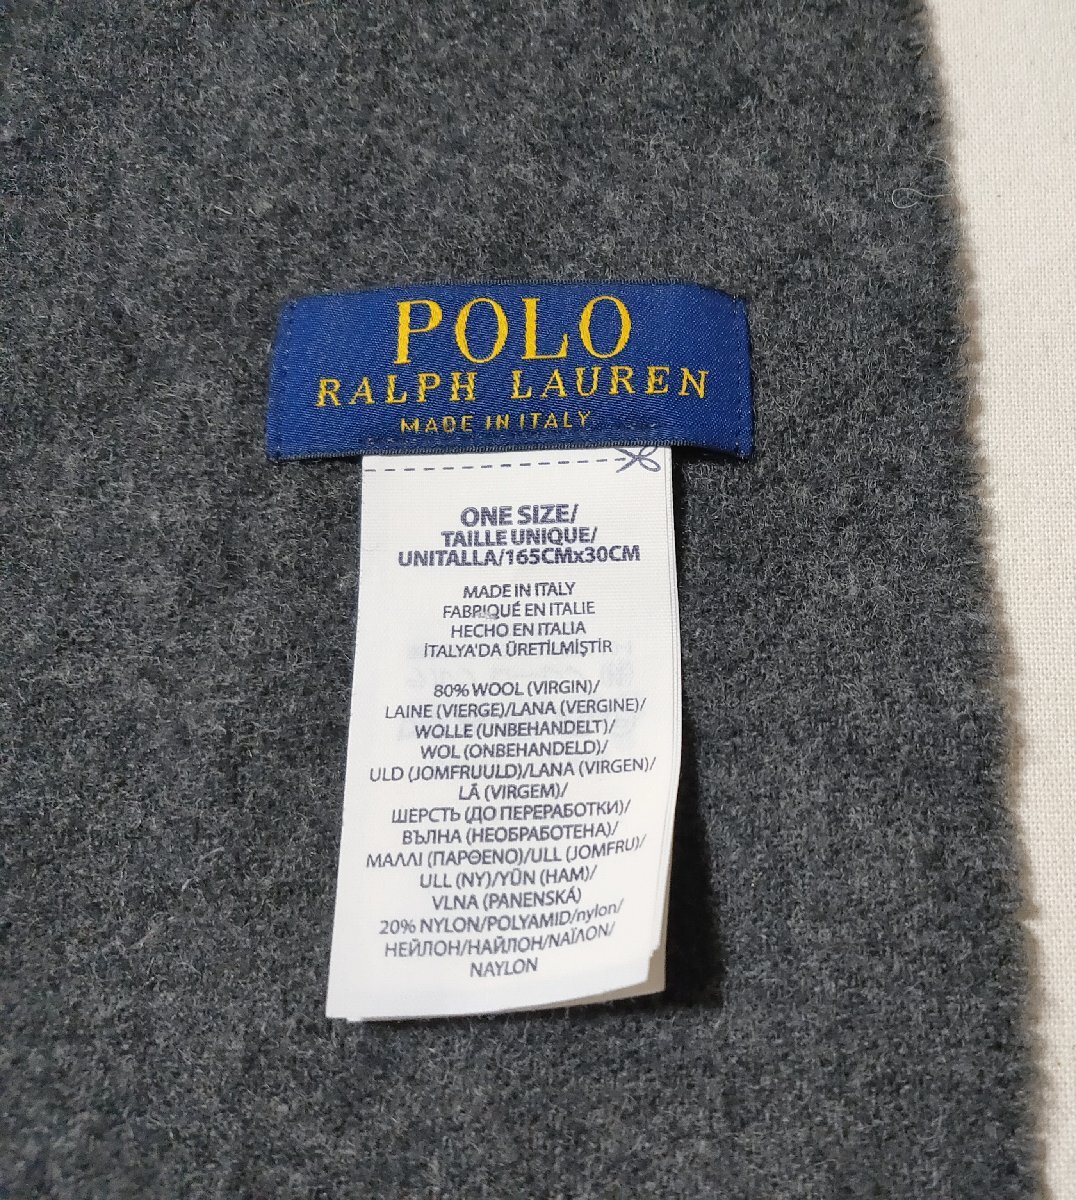 POLO
RALPH LAUREN
MADE IN ITALY
ONE SIZE/
TAILLE UNIQUE/
UNITALLA/165CMx30CM
MADE IN ITALY
FABRIQUÉ EN ITALIE
HECHO EN ITALIA
İTALYA'DA ÜRETİLMİŞTİR
80% WOOL (VIRGIN)/
LAINE (VIERGE)/LANA (VERGINE)/
WOLLE (UNBEHANDELT)/
WOL (ONBEHANDELD)/
ULD (JOMFRUULD)/LANA (VIRGEN)/
LÃ (VIRGEM)/
ШЕРСТЬ (ДО ПЕРЕРАБОТКИ)/
ВЪЛНА (НЕОБРАБОТЕНА)/
ΜΑΛΛΙ (ΠΑΡΘΕΝΟ)/ULL (JOMFRU)/
ULL (NY)/YÜN (HAM)/
VLNA (PANENSKÁ)
20% NYLON/POLYAMID/nylon/
НЕЙЛОН/НАЙЛОН/ΝΑΪΛΟΝ/
NAYLON